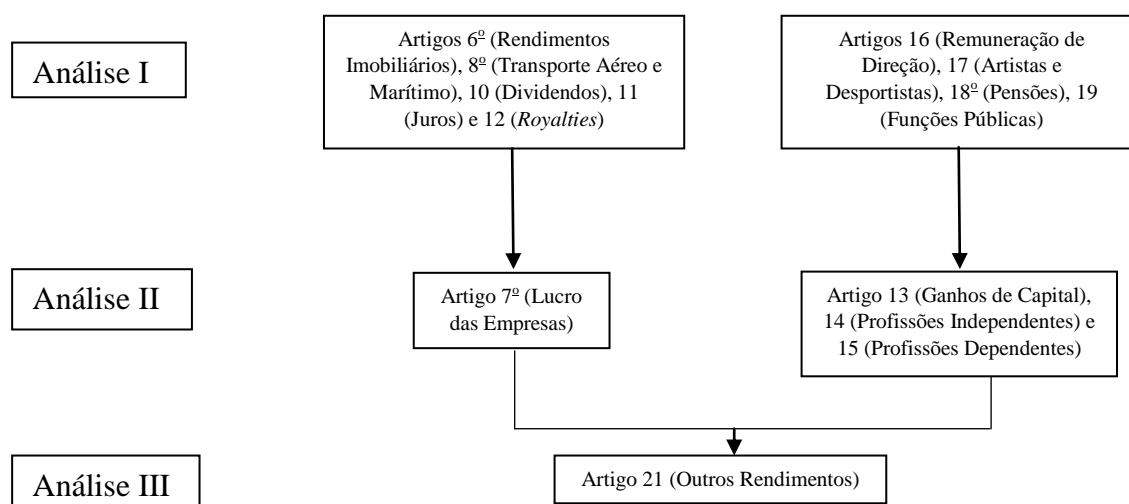 Análise I
Artigos 6º (Rendimentos
Imobiliários), 8º (Transporte Aéreo e
Marítimo), 10 (Dividendos), 11
(Juros) e 12 (Royalties)
Artigos 16 (Remuneração de
Direção), 17 (Artistas e
Desportistas), 18º (Pensões), 19
(Funções Públicas)
Análise II
Artigo 7º (Lucro
das Empresas)
Artigo 13 (Ganhos de Capital),
14 (Profissões Independentes) e
15 (Profissões Dependentes)
Análise III
Artigo 21 (Outros Rendimentos)